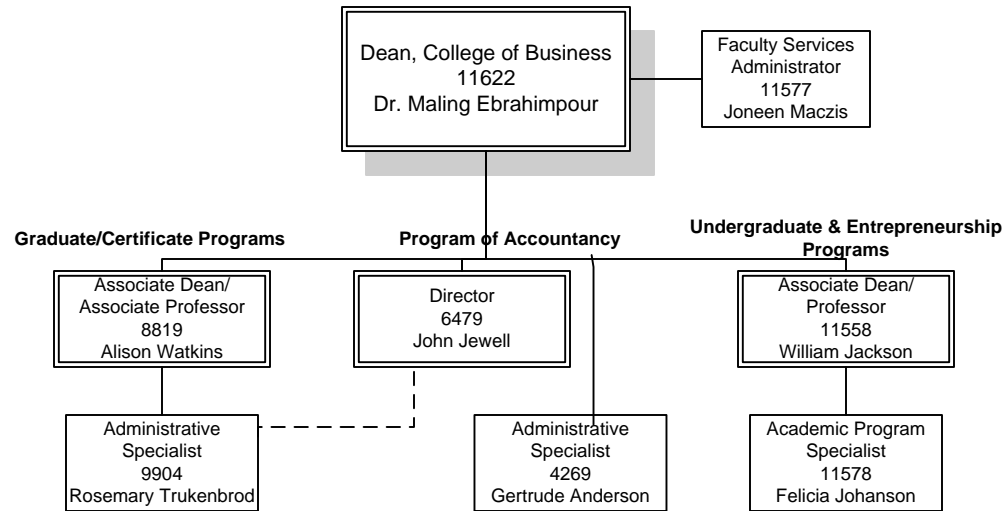 Dean, College of Business
11622
Dr. Maling Ebrahimpour
Faculty Services
Administrator
11577
Joneen Maczis
Graduate/Certificate Programs
Program of Accountancy
Undergraduate & Entrepreneurship
Programs
Associate Dean/
Associate Professor
8819
Alison Watkins
Director
6479
John Jewell
Associate Dean/
Professor
11558
William Jackson
Administrative
Specialist
9904
Rosemary Trukenbrod
Administrative
Specialist
4269
Gertrude Anderson
Academic Program
Specialist
11578
Felicia Johanson